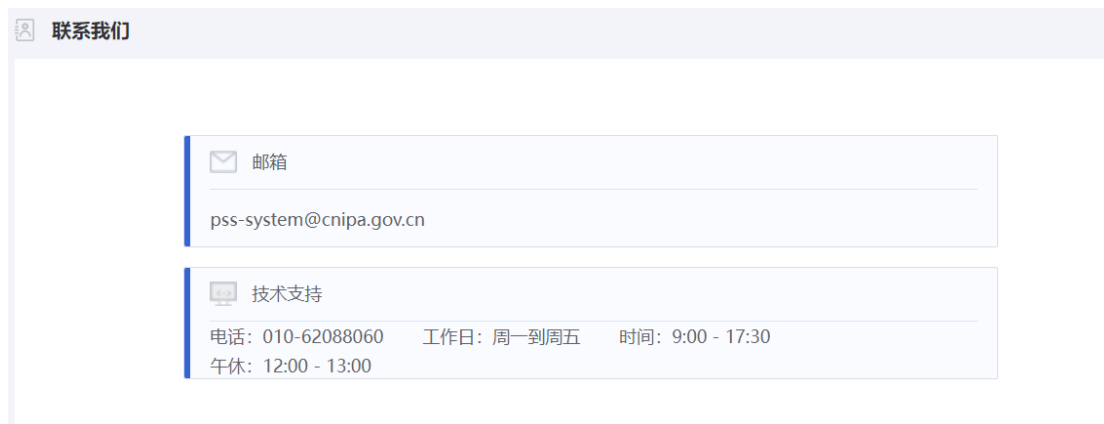 联系我们
邮箱
pss-system@cnipa.gov.cn
技术支持
电话：010-62088060 工作日：周一到周五 时间：9:00 - 17:30
午休：12:00 - 13:00